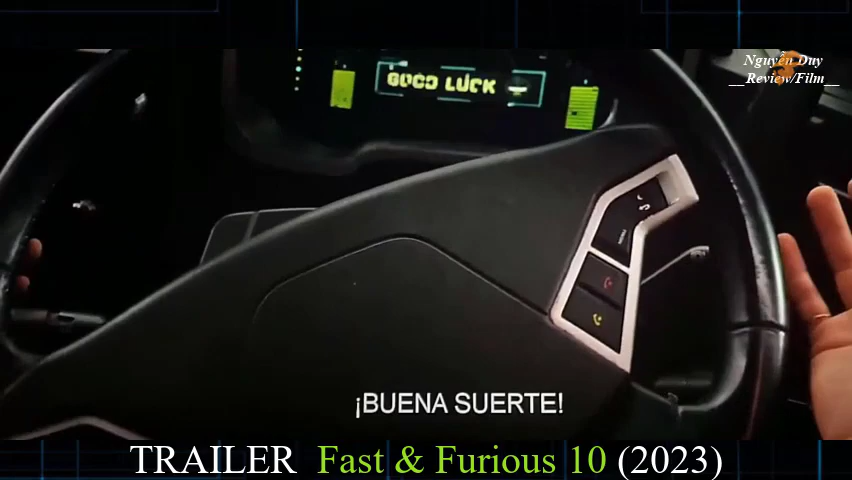 GOOD LUCK
Nguyễn Duy
__Review/Film__
¡BUENA SUERTE!
TRAILER Fast & Furious 10 (2023)